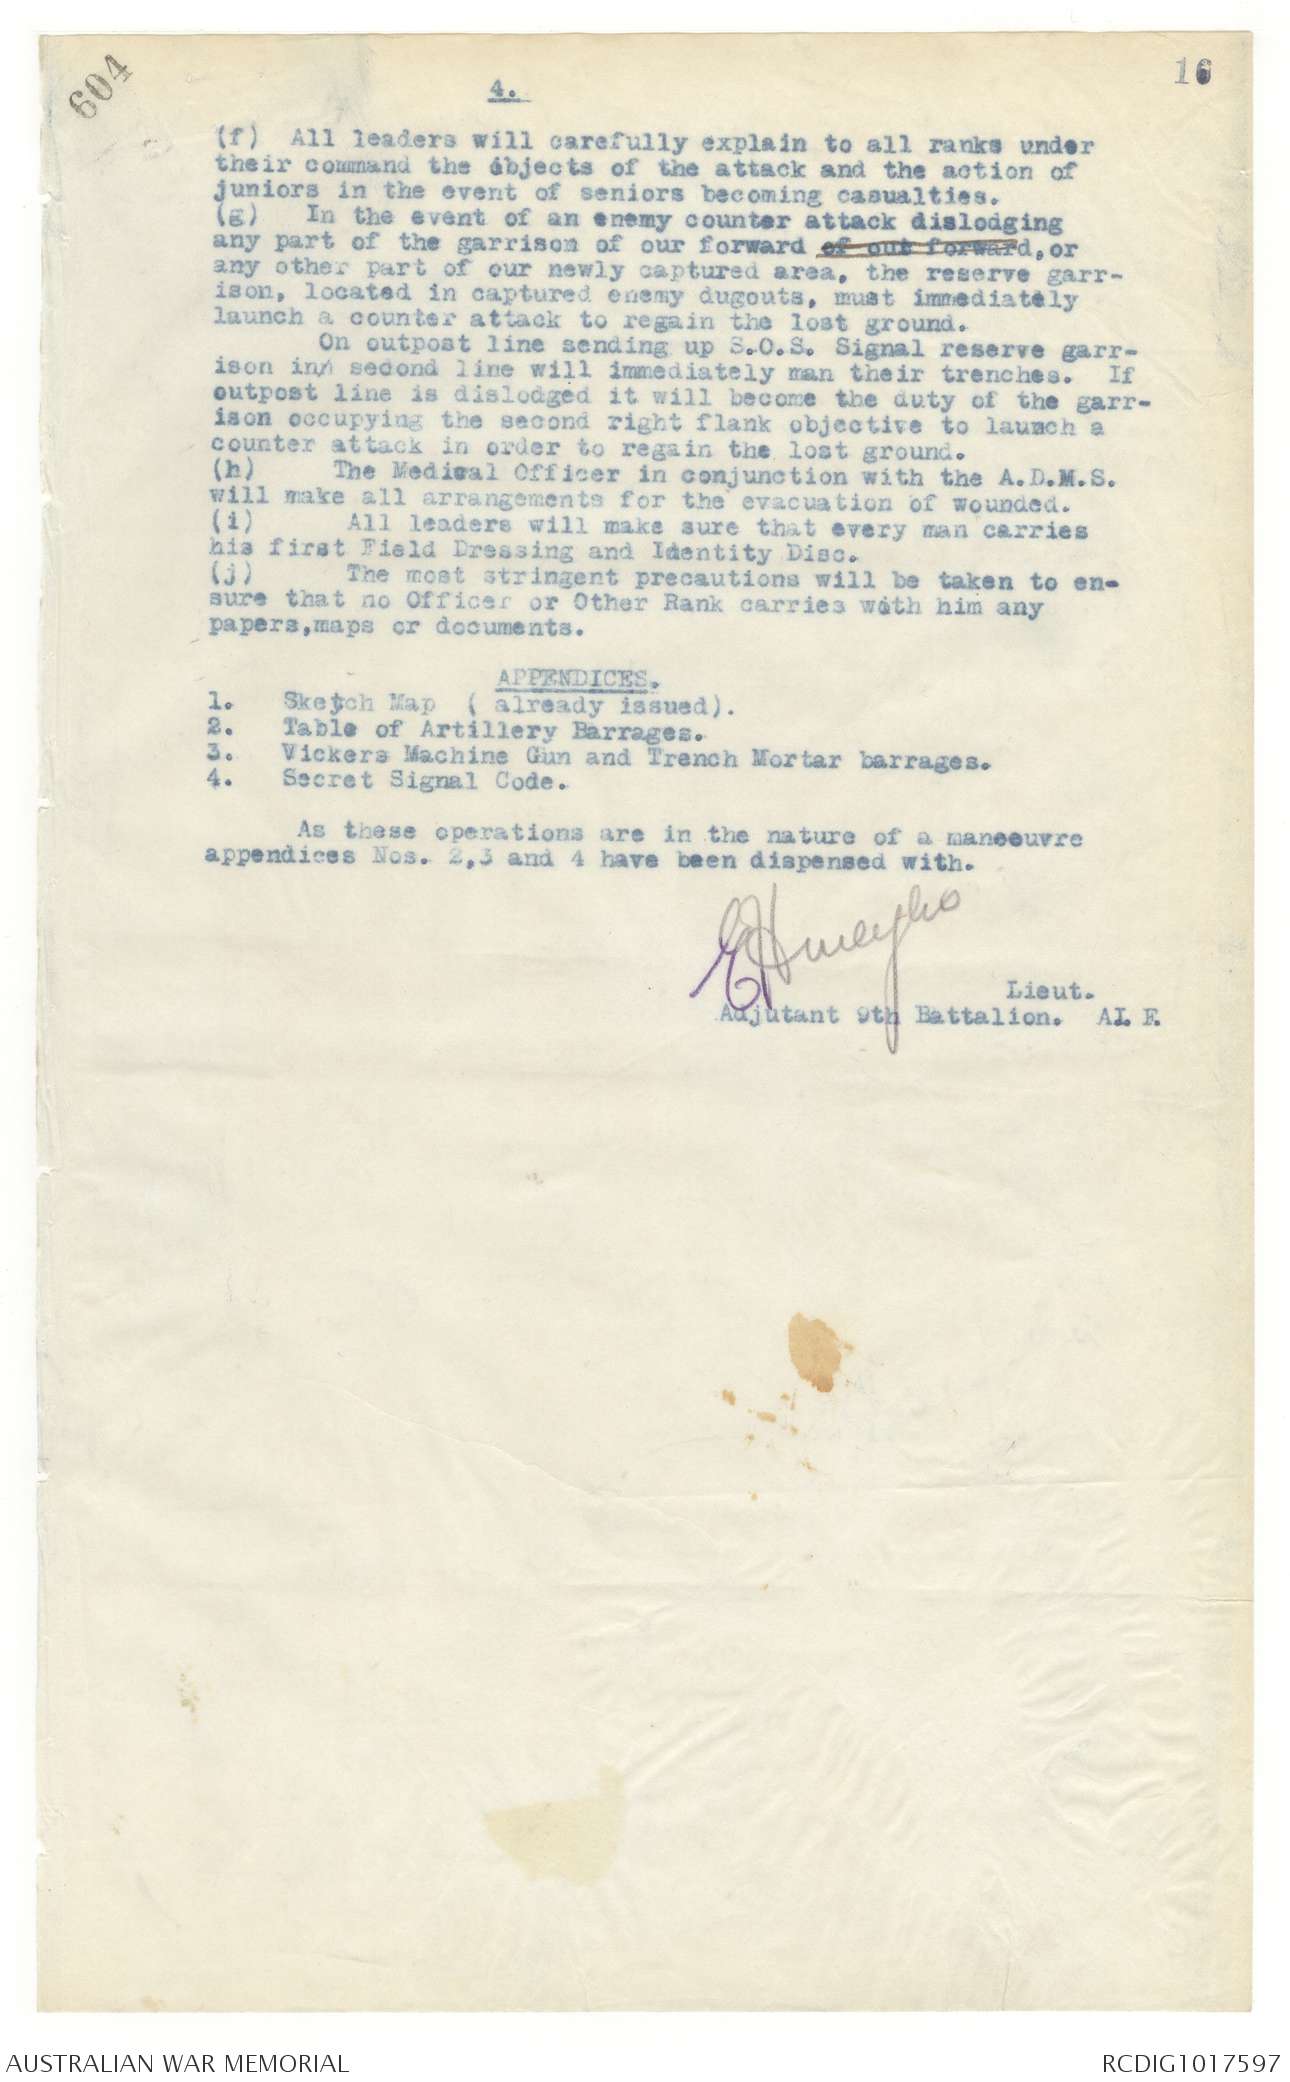 604
16
4.
(f) All leaders will carefully explain to all ranks under
their command the objects of the attack and the action of
juniors in the event of seniors becoming casualties.
(g) In the event of an enemy counter attack dislodging
any part of the garrison of our forward of out forward, or
any other part of our newly captured area, the reserve garr-
ison, located in captured enemy dugouts, must immediately
launch a counter attack to regain the lost ground.
On outpost line sending up S.O.S. Signal reserve garr-
ison in second line will immediately man their trenches. If
outpost line is dislodged it will become the duty of the garr-
ison occupying the second right flank objective to launch a
counter attack in order to regain the lost ground.
(h) The Medical Officer in conjunction with the A.D.M.S.
will make all arrangements for the evacuation of wounded.
(i) All leaders will make sure that every man carries
his first Field Dressing and Identity Disc.
(j) The most stringent precautions will be taken to en-
sure that no Officer or Other Rank carries with him any
papers,maps or documents.
APPENDICES.
1. Sketch Map ( already issued).
2. Table of Artillery Barrages.
3. Vickers Machine Gun and Trench Mortar barrages.
4. Secret Signal Code.
As these operations are in the nature of a maneeuvre
appendices Nos. 2,3 and 4 have been dispensed with.
Lieut.
Adjutant 9th Battalion. AI. F.
AUSTRALIAN WAR MEMORIAL
RCDIG1017597